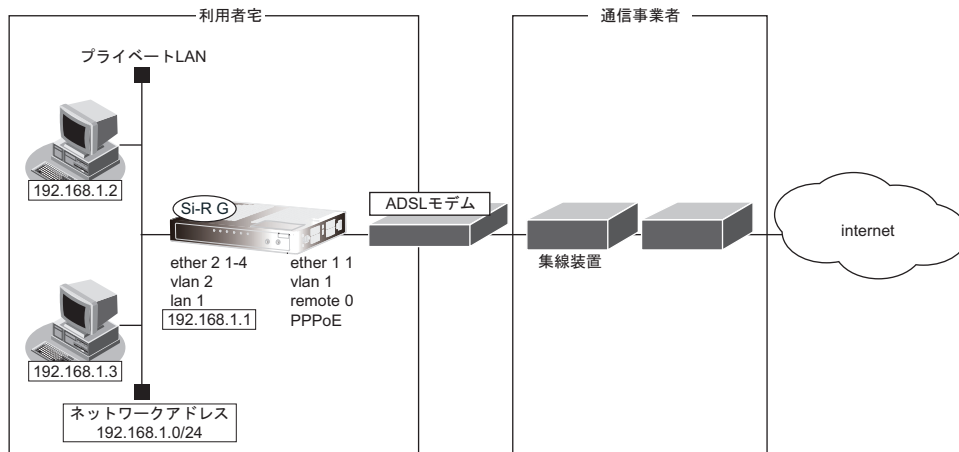 利用者宅
通信事業者
プライベートLAN
192.168.1.2
Si-R G
ADSLモデム
internet
集線装置
ether 2 1-4
vlan 2
lan 1
192.168.1.1
ether 1 1
vlan 1
remote 0
PPPoE
192.168.1.3
ネットワークアドレス
192.168.1.0/24